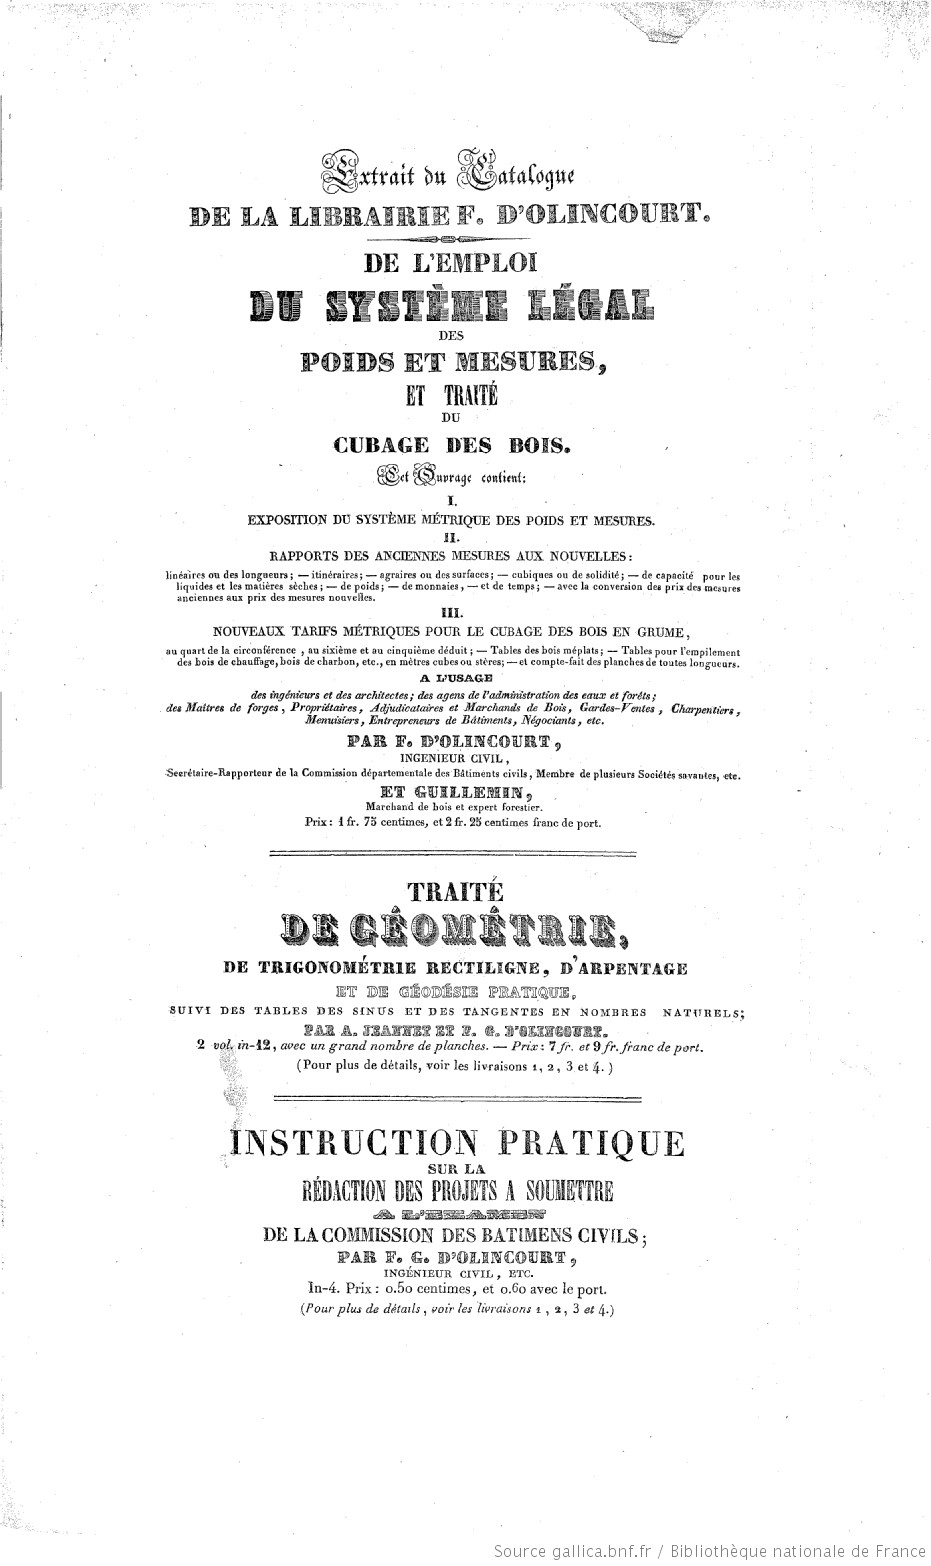 Extrait du Catalogue
DE LA LIBRAIRIE F. D'OLINCOURT.
DE L'EMPLOI
DU SYSTÈME LÉGAL
DES
POIDS ET MESURES,
ET TRAITÉ
DU
CUBAGE DES BOIS.
Cet Ouvrage contient:
I.
EXPOSITION DU SYSTÈME MÉTRIQUE DES POIDS ET MESURES.
II.
RAPPORTS DES ANCIENNES MESURES AUX NOUVELLES:
linéaires ou des longueurs; — itinéraires; — agraires ou des surfaces; — cubiques ou de solidité; — de capacité pour les
liquides et les matières sèches; — de poids; — de monnaies, — et de temps; — avec la conversion des prix des mesures
anciennes aux prix des mesures nouvelles.
III.
NOUVEAUX TARIFS MÉTRIQUES POUR LE CUBAGE DES BOIS EN GRUME,
au quart de la circonférence, au sixième et au cinquième déduit; — Tables des bois méplats; — Tables pour l'empilement
des bois de chauffage, bois de charbon, etc., en mètres cubes ou stères; — et compte-fait des planches de toutes longueurs.
A L'USAGE
des ingénieurs et des architectes; des agens de l'administration des eaux et forêts;
des Maîtres de forges, Propriétaires, Adjudicataires et Marchands de Bois, Gardes-Ventes, Charpentiers,
Menuisiers, Entrepreneurs de Bâtiments, Négociants, etc.
PAR F. D'OLINCOURT,
INGENIEUR CIVIL,
Secrétaire-Rapporteur de la Commission départementale des Bâtiments civils, Membre de plusieurs Sociétés savantes, etc.
ET GUILLEMIN,
Marchand de bois et expert forestier.
Prix: 1 fr. 75 centimes, et 2 fr. 25 centimes franc de port.
TRAITÉ
DE GÉOMÉTRIE,
DE TRIGONOMÉTRIE RECTILIGNE, D'ARPENTAGE
ET DE GÉODÉSIE PRATIQUE,
SUIVI DES TABLES DES SINUS ET DES TANGENTES EN NOMBRES NATURELS;
PAR A. JEANNET ET F. G. D'OLINCOURT.
2 vol. in-12, avec un grand nombre de planches. — Prix: 7 fr. et 9 fr. franc de port.
(Pour plus de détails, voir les livraisons 1, 2, 3 et 4.)
INSTRUCTION PRATIQUE
SUR LA
RÉDACTION DES PROJETS A SOUMETTRE
A L'EXAMEN
DE LA COMMISSION DES BATIMENS CIVILS;
PAR F. G. D'OLINCOURT,
INGÉNIEUR CIVIL, ETC.
In-4. Prix: 0.50 centimes, et 0.60 avec le port.
(Pour plus de détails, voir les livraisons 1, 2, 3 et 4.)
Source gallica.bnf.fr / Bibliothèque nationale de France